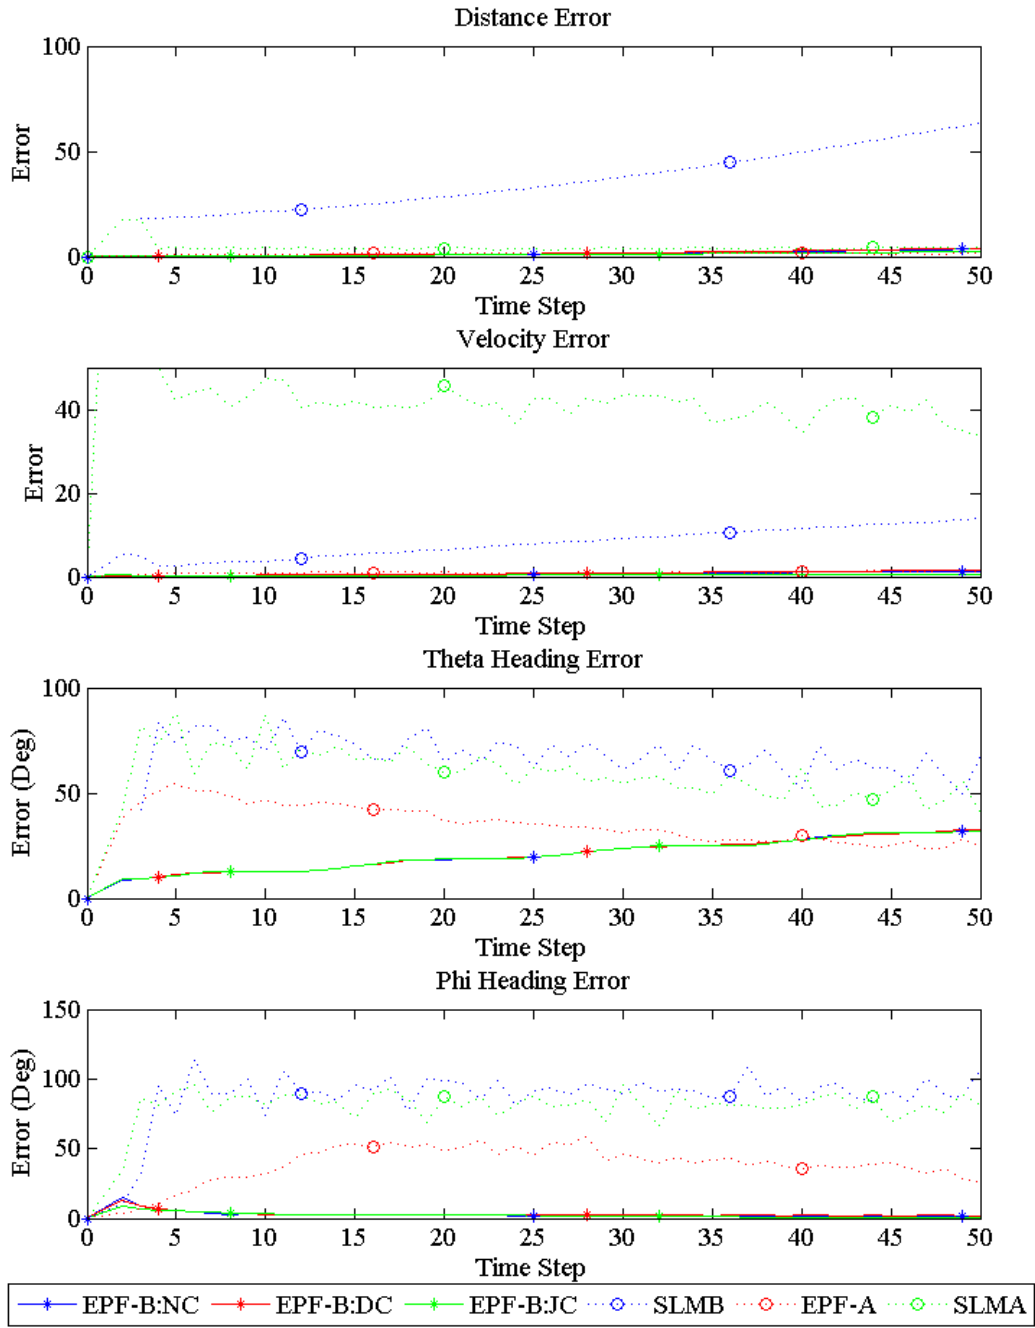 Distance Error
100
50
0
Error
0 5 10 15 20 25 30 35 40 45 50
Time Step
Velocity Error
40
20
0
Error
0 5 10 15 20 25 30 35 40 45 50
Time Step
Theta Heading Error
100
50
0
Error (Deg)
0 5 10 15 20 25 30 35 40 45 50
Time Step
Phi Heading Error
150
100
50
0
Error (Deg)
0 5 10 15 20 25 30 35 40 45 50
Time Step
EPF-B:NC EPF-B:DC EPF-B:JC SLMB EPF-A SLMA